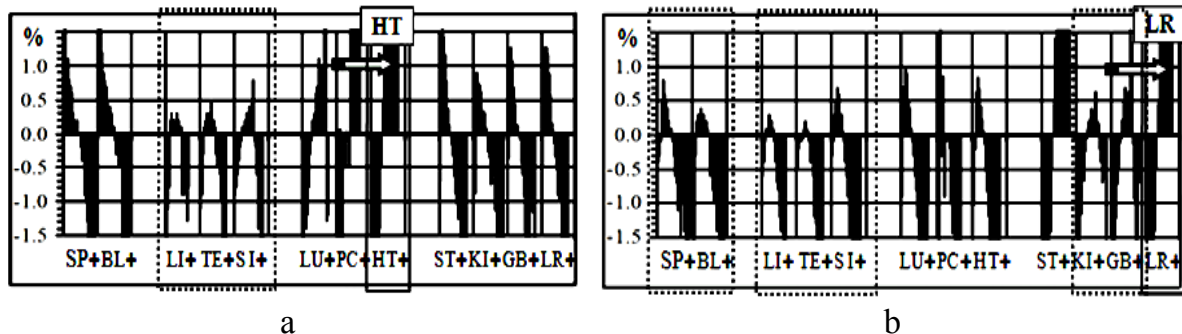 HT
%
1.0
0.5
0.0
-0.5
-1.0
-1.5
SP+BL+ LI+ TE+SI+ LU+PC+HT+ ST+KI+GB+LR+
a
LR
%
1.0
0.5
0.0
-0.5
-1.0
-1.5
SP+BL+ LI+ TE+SI+ LU+PC+HT+ ST+KI+GB+LR+
b